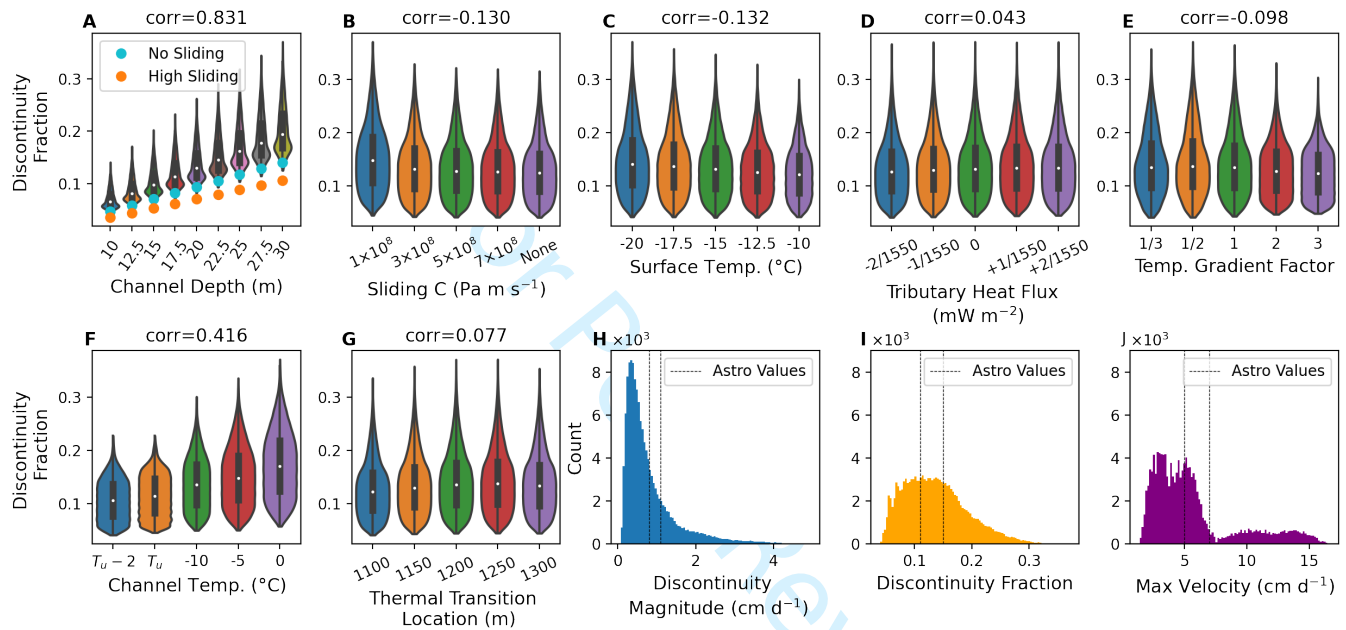 A corr=0.831
B corr=-0.130
C corr=-0.132
D corr=0.043
E corr=-0.098
Discontinuity
Fraction
0.3
0.2
0.1
No Sliding
High Sliding
10 12.5 15 17.5 20 22.5 25 27.5 30
Channel Depth (m)
0.3
0.2
0.1
1×10⁸ 3×10⁸ 5×10⁸ 7×10⁸ None
Sliding C (Pa m s⁻¹)
0.3
0.2
0.1
-20 -17.5 -15 -12.5 -10
Surface Temp. (°C)
0.3
0.2
0.1
-2/1550 -1/1550 0 +1/1550 +2/1550
Tributary Heat Flux
(mW m⁻²)
0.3
0.2
0.1
1/3 1/2 1 2 3
Temp. Gradient Factor
F corr=0.416
G corr=0.077
H ×10³
I ×10³
J ×10³
Discontinuity
Fraction
0.3
0.2
0.1
Tᵤ − 2 Tᵤ -10 -5 0
Channel Temp. (°C)
0.3
0.2
0.1
1100 1150 1200 1250 1300
Thermal Transition
Location (m)
Count
8
6
4
2
0
Astro Values
0 2 4
Discontinuity
Magnitude (cm d⁻¹)
8
6
4
2
0
Astro Values
0.1 0.2 0.3
Discontinuity Fraction
8
6
4
2
0
Astro Values
5 10 15
Max Velocity (cm d⁻¹)